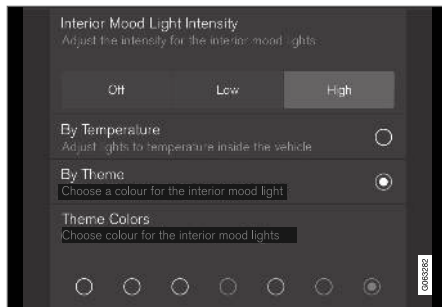 Interior Mood Light Intensity
Adjust the intensity for the interior mood lights
Off Low High
By Temperature
Adjust lights to temperature inside the vehicle
By Theme
Choose a colour for the interior mood light
Theme Colors
Choose colour for the interior mood lights
G063282